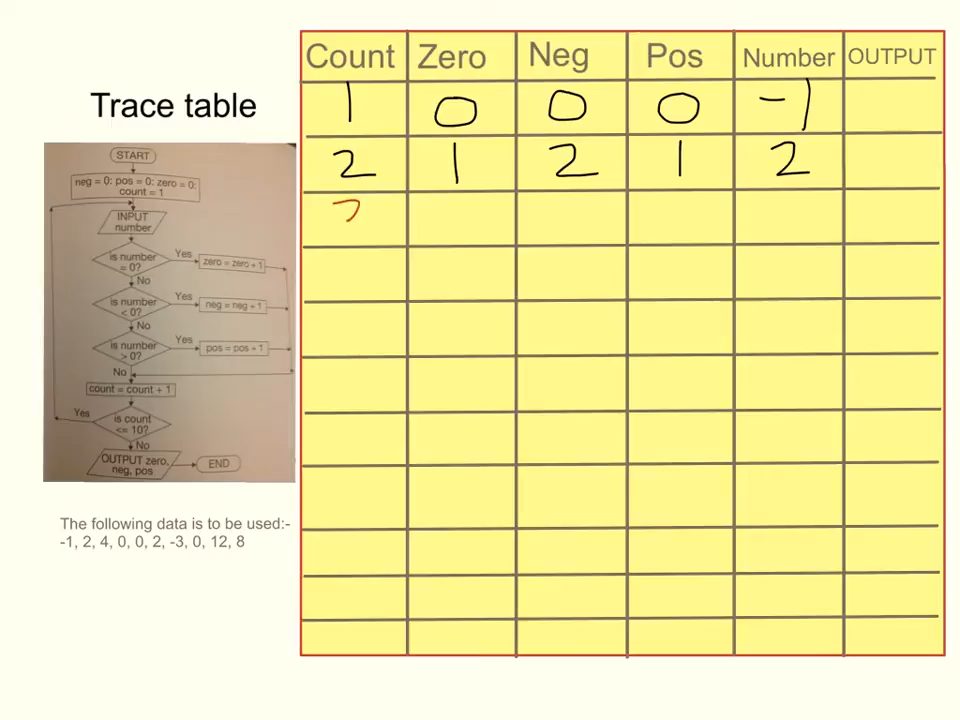 Trace table
START
neg = 0: pos = 0: zero = 0:
count = 1
INPUT
number
is number
= 0?
Yes
zero = zero + 1
No
is number
< 0?
Yes
neg = neg + 1
No
is number
> 0?
Yes
pos = pos + 1
No
count = count + 1
Yes
is count
<= 10?
No
OUTPUT zero,
neg, pos
END
The following data is to be used:-
-1, 2, 4, 0, 0, 2, -3, 0, 12, 8
Count Zero Neg Pos Number OUTPUT
1 0 0 0 -1
2 1 2 1 2